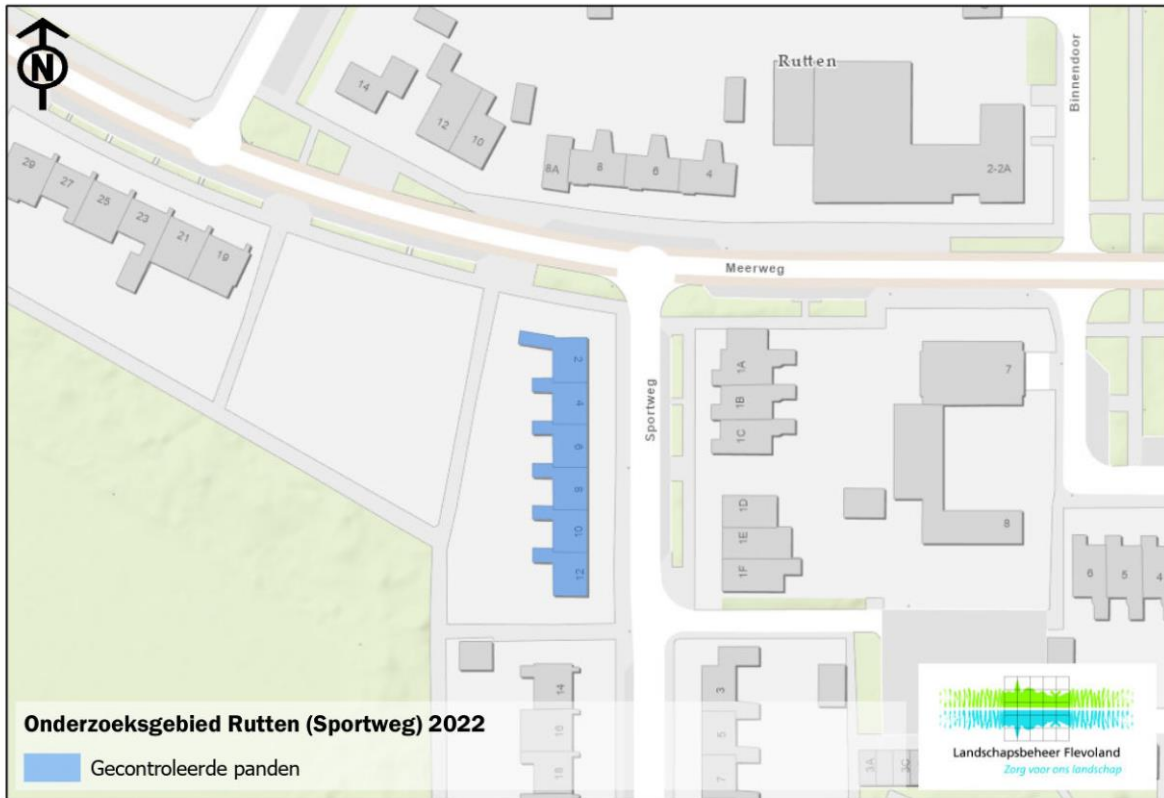 N
Rutten
Binnendoor
14
12
10
8A
8
6
4
2-2A
29
27
25
23
21
19
Meerweg
Sportweg
2
4
6
8
10
12
1A
1B
1C
7
1D
1E
1F
8
6
5
4
14
16
18
3
5
7
3A
3C
Onderzoeksgebied Rutten (Sportweg) 2022
Gecontroleerde panden
Landschapsbeheer Flevoland
Zorg voor ons landschap